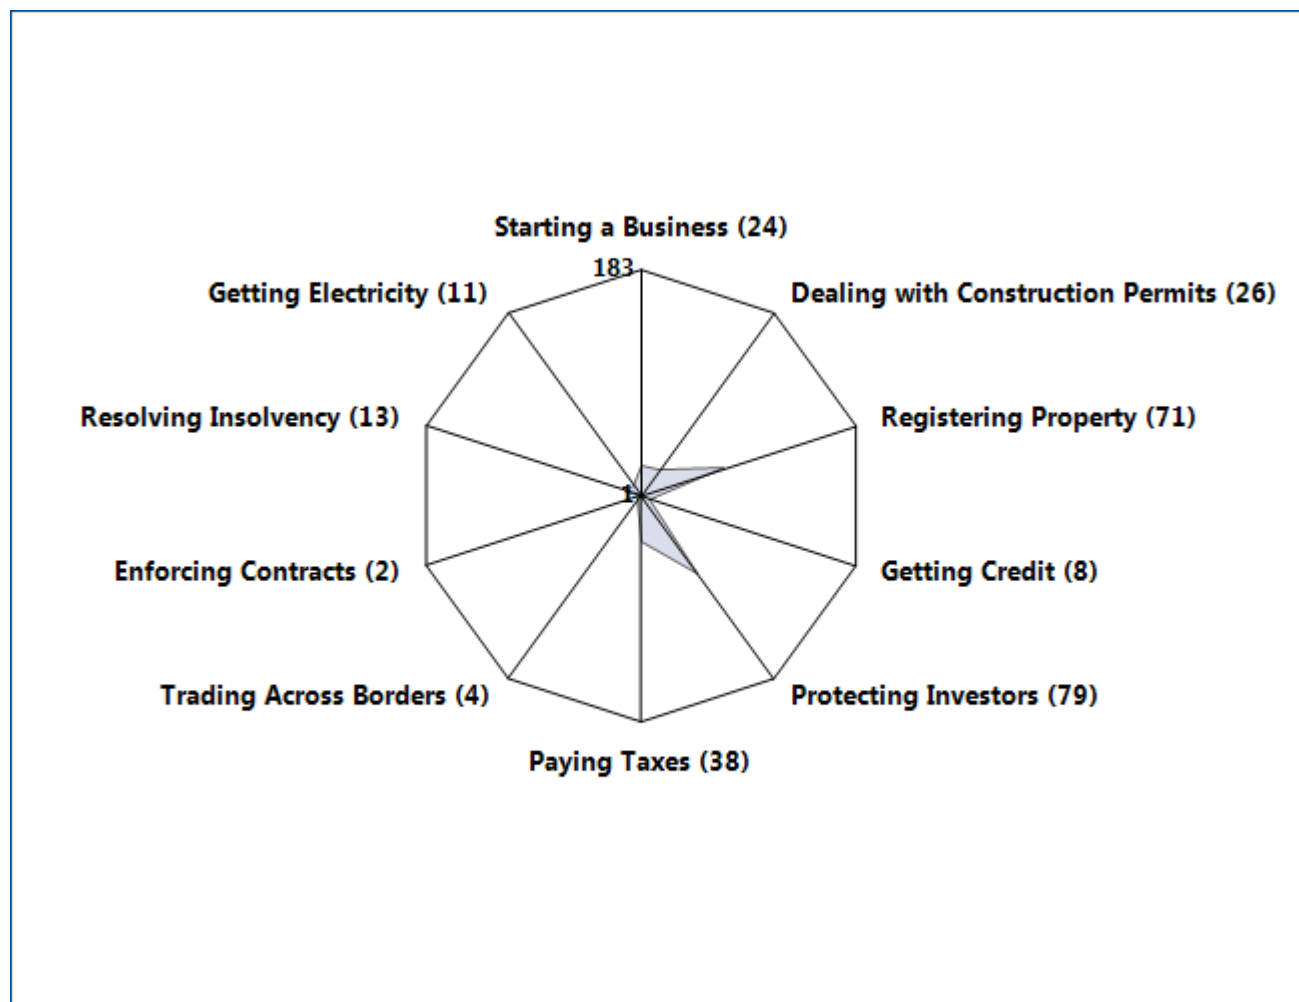 Starting a Business (24)
183
Getting Electricity (11)
Dealing with Construction Permits (26)
Resolving Insolvency (13)
Registering Property (71)
1
Enforcing Contracts (2)
Getting Credit (8)
Trading Across Borders (4)
Protecting Investors (79)
Paying Taxes (38)